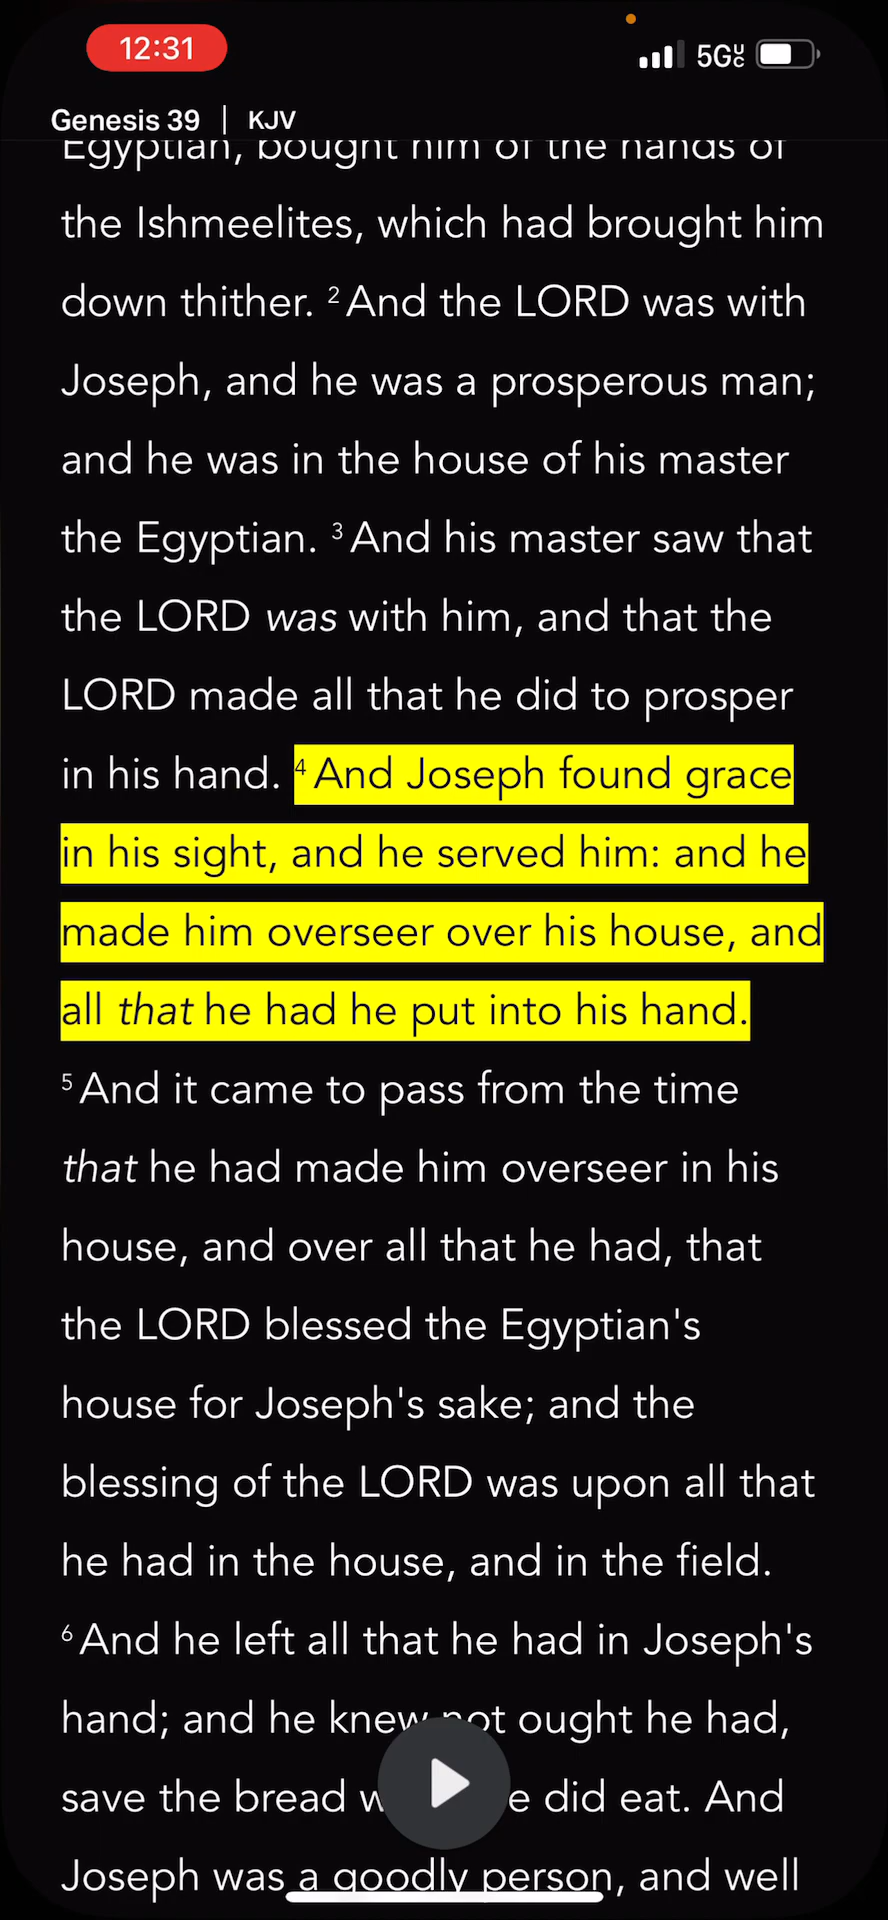 12:31
5G UC
Genesis 39 | KJV
Egyptian, bought him of the hands of
the Ishmeelites, which had brought him
down thither. 2 And the LORD was with
Joseph, and he was a prosperous man;
and he was in the house of his master
the Egyptian. 3 And his master saw that
the LORD was with him, and that the
LORD made all that he did to prosper
in his hand. 4 And Joseph found grace
in his sight, and he served him: and he
made him overseer over his house, and
all that he had he put into his hand.
5 And it came to pass from the time
that he had made him overseer in his
house, and over all that he had, that
the LORD blessed the Egyptian's
house for Joseph's sake; and the
blessing of the LORD was upon all that
he had in the house, and in the field.
6 And he left all that he had in Joseph's
hand; and he knew not ought he had,
save the bread did eat. And
Joseph was a goodly person, and well